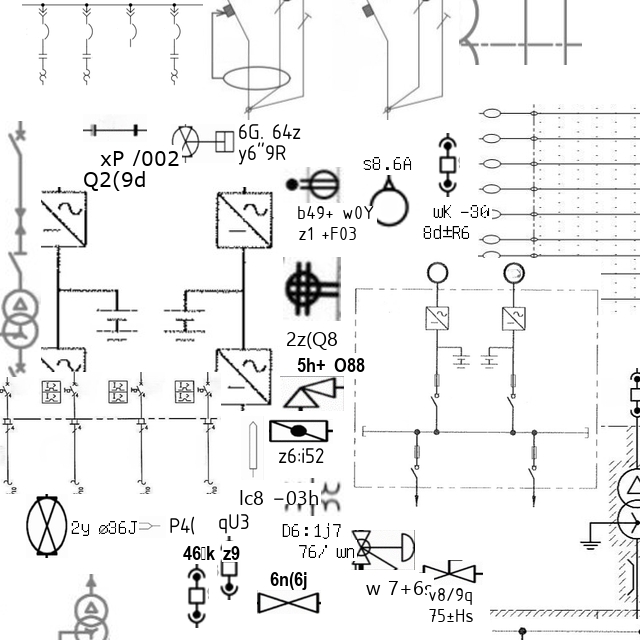 6G. 64z
y6"9R
xP /002
Q2(9d
s8.6A
b49+ w0Y
z1 +F03
wK -30
8d±R6
2z(Q8
5h+ O88
z6:i52
lc8 -03h
2y ø36J
P4(
qU3
D6:1j7
76/ wn
z9
6n(6j
w 7+6s
v8/9q
75±Hs